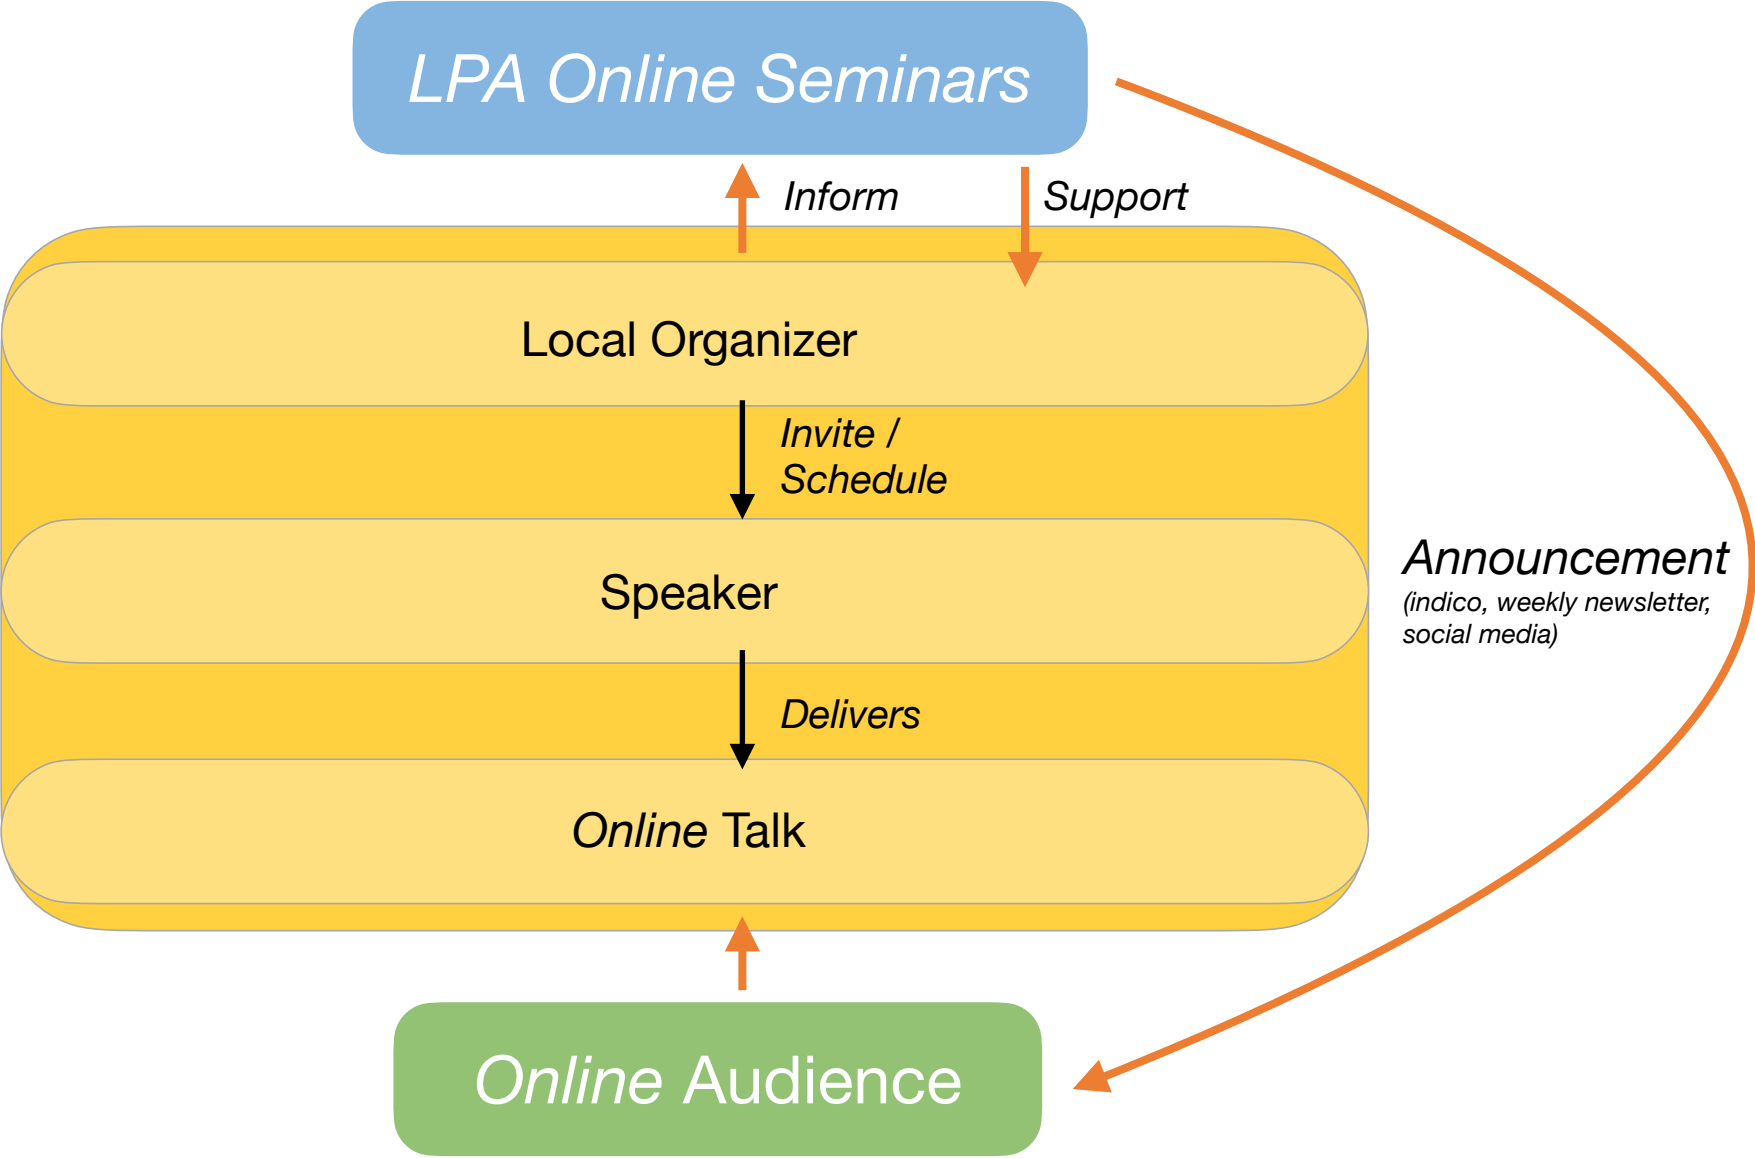 LPA Online Seminars
Inform
Support
Local Organizer
Invite /
Schedule
Speaker
Announcement
(indico, weekly newsletter,
social media)
Delivers
Online Talk
Online Audience